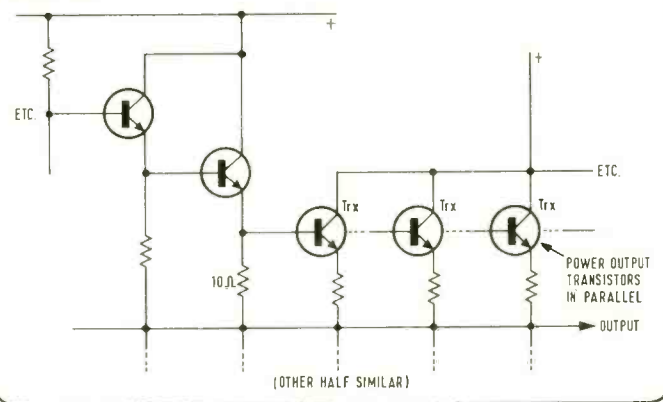 +
+
ETC.
ETC.
Trx
Trx
Trx
10Ω
POWER OUTPUT
TRANSISTORS
IN PARALLEL
OUTPUT
(OTHER HALF SIMILAR)